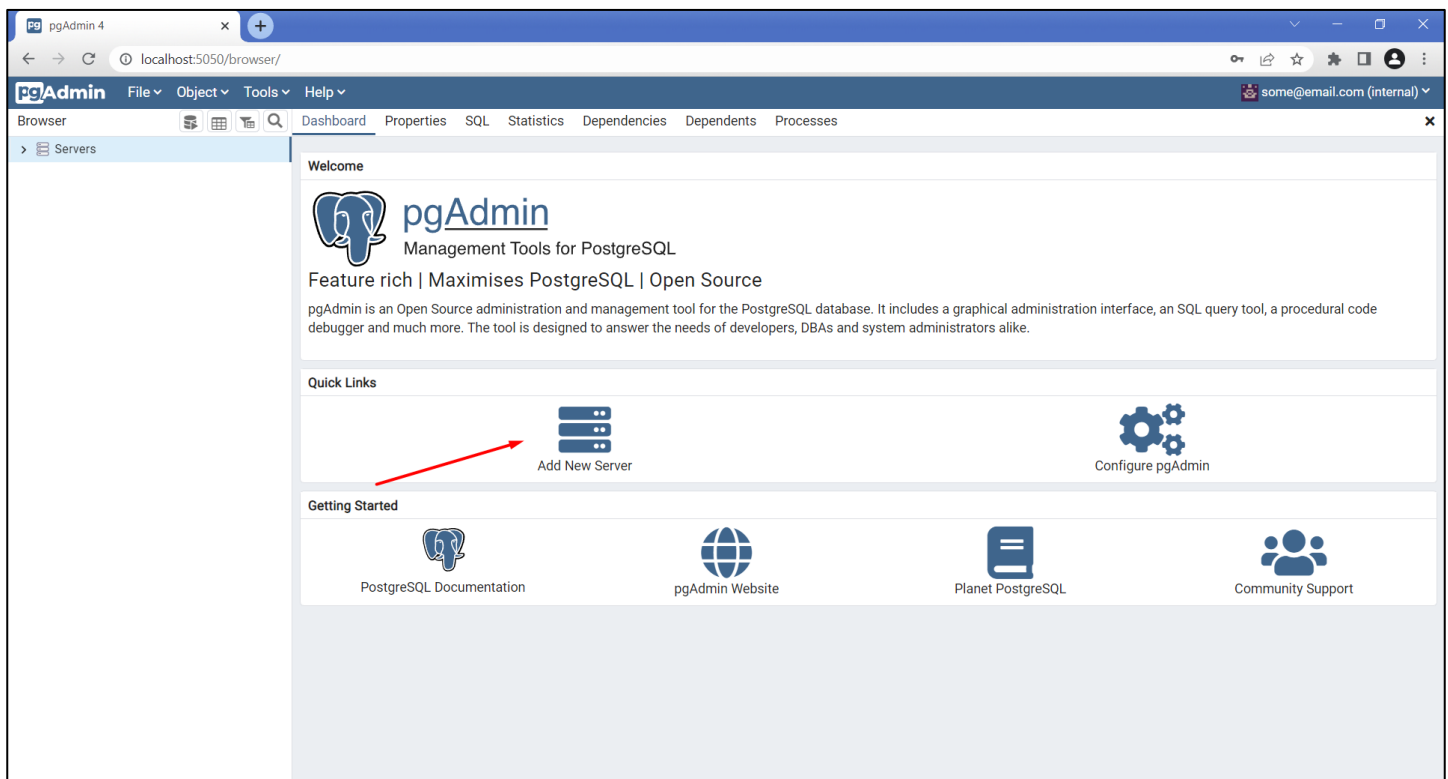 pgAdmin 4
localhost:5050/browser/
pgAdmin File Object Tools Help some@email.com (internal)
Browser Dashboard Properties SQL Statistics Dependencies Dependents Processes
Servers
Welcome
pgAdmin
Management Tools for PostgreSQL
Feature rich | Maximises PostgreSQL | Open Source
pgAdmin is an Open Source administration and management tool for the PostgreSQL database. It includes a graphical administration interface, an SQL query tool, a procedural code
debugger and much more. The tool is designed to answer the needs of developers, DBAs and system administrators alike.
Quick Links
Add New Server Configure pgAdmin
Getting Started
PostgreSQL Documentation pgAdmin Website Planet PostgreSQL Community Support